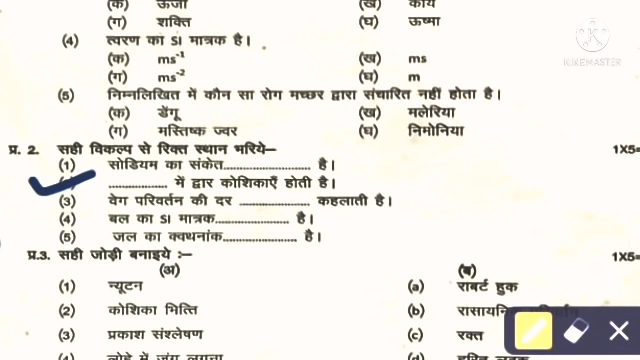 (क) ऊर्जा (ख) कार्य
(ग) शक्ति (घ) ऊष्मा
(4) त्वरण का SI मात्रक है।
(क) ms⁻¹ (ख) ms
(ग) ms⁻² (घ) m
(5) निम्नलिखित में कौन सा रोग मच्छर द्वारा संचारित नहीं होता है।
(क) डेंगू (ख) मलेरिया
(ग) मस्तिष्क ज्वर (घ) निमोनिया
प्र. 2. सही विकल्प से रिक्त स्थान भरिये– 1X5=
(1) सोडियम का संकेत.................... है।
............... में द्वार कोशिकाएँ होती है।
(3) वेग परिवर्तन की दर .................. कहलाता है।
(4) बल का SI मात्रक.................... है।
(5) जल का क्वथनांक.................... है।
प्र.3. सही जोड़ी बनाइये :– 1X5=
(अ) (ब)
(1) न्यूटन (a) राबर्ट हुक
(2) कोशिका भित्ति (b)
(3) प्रकाश संश्लेषण (c) रक्त
(4) लोहे में जंग लगना (d)
KINEMASTER